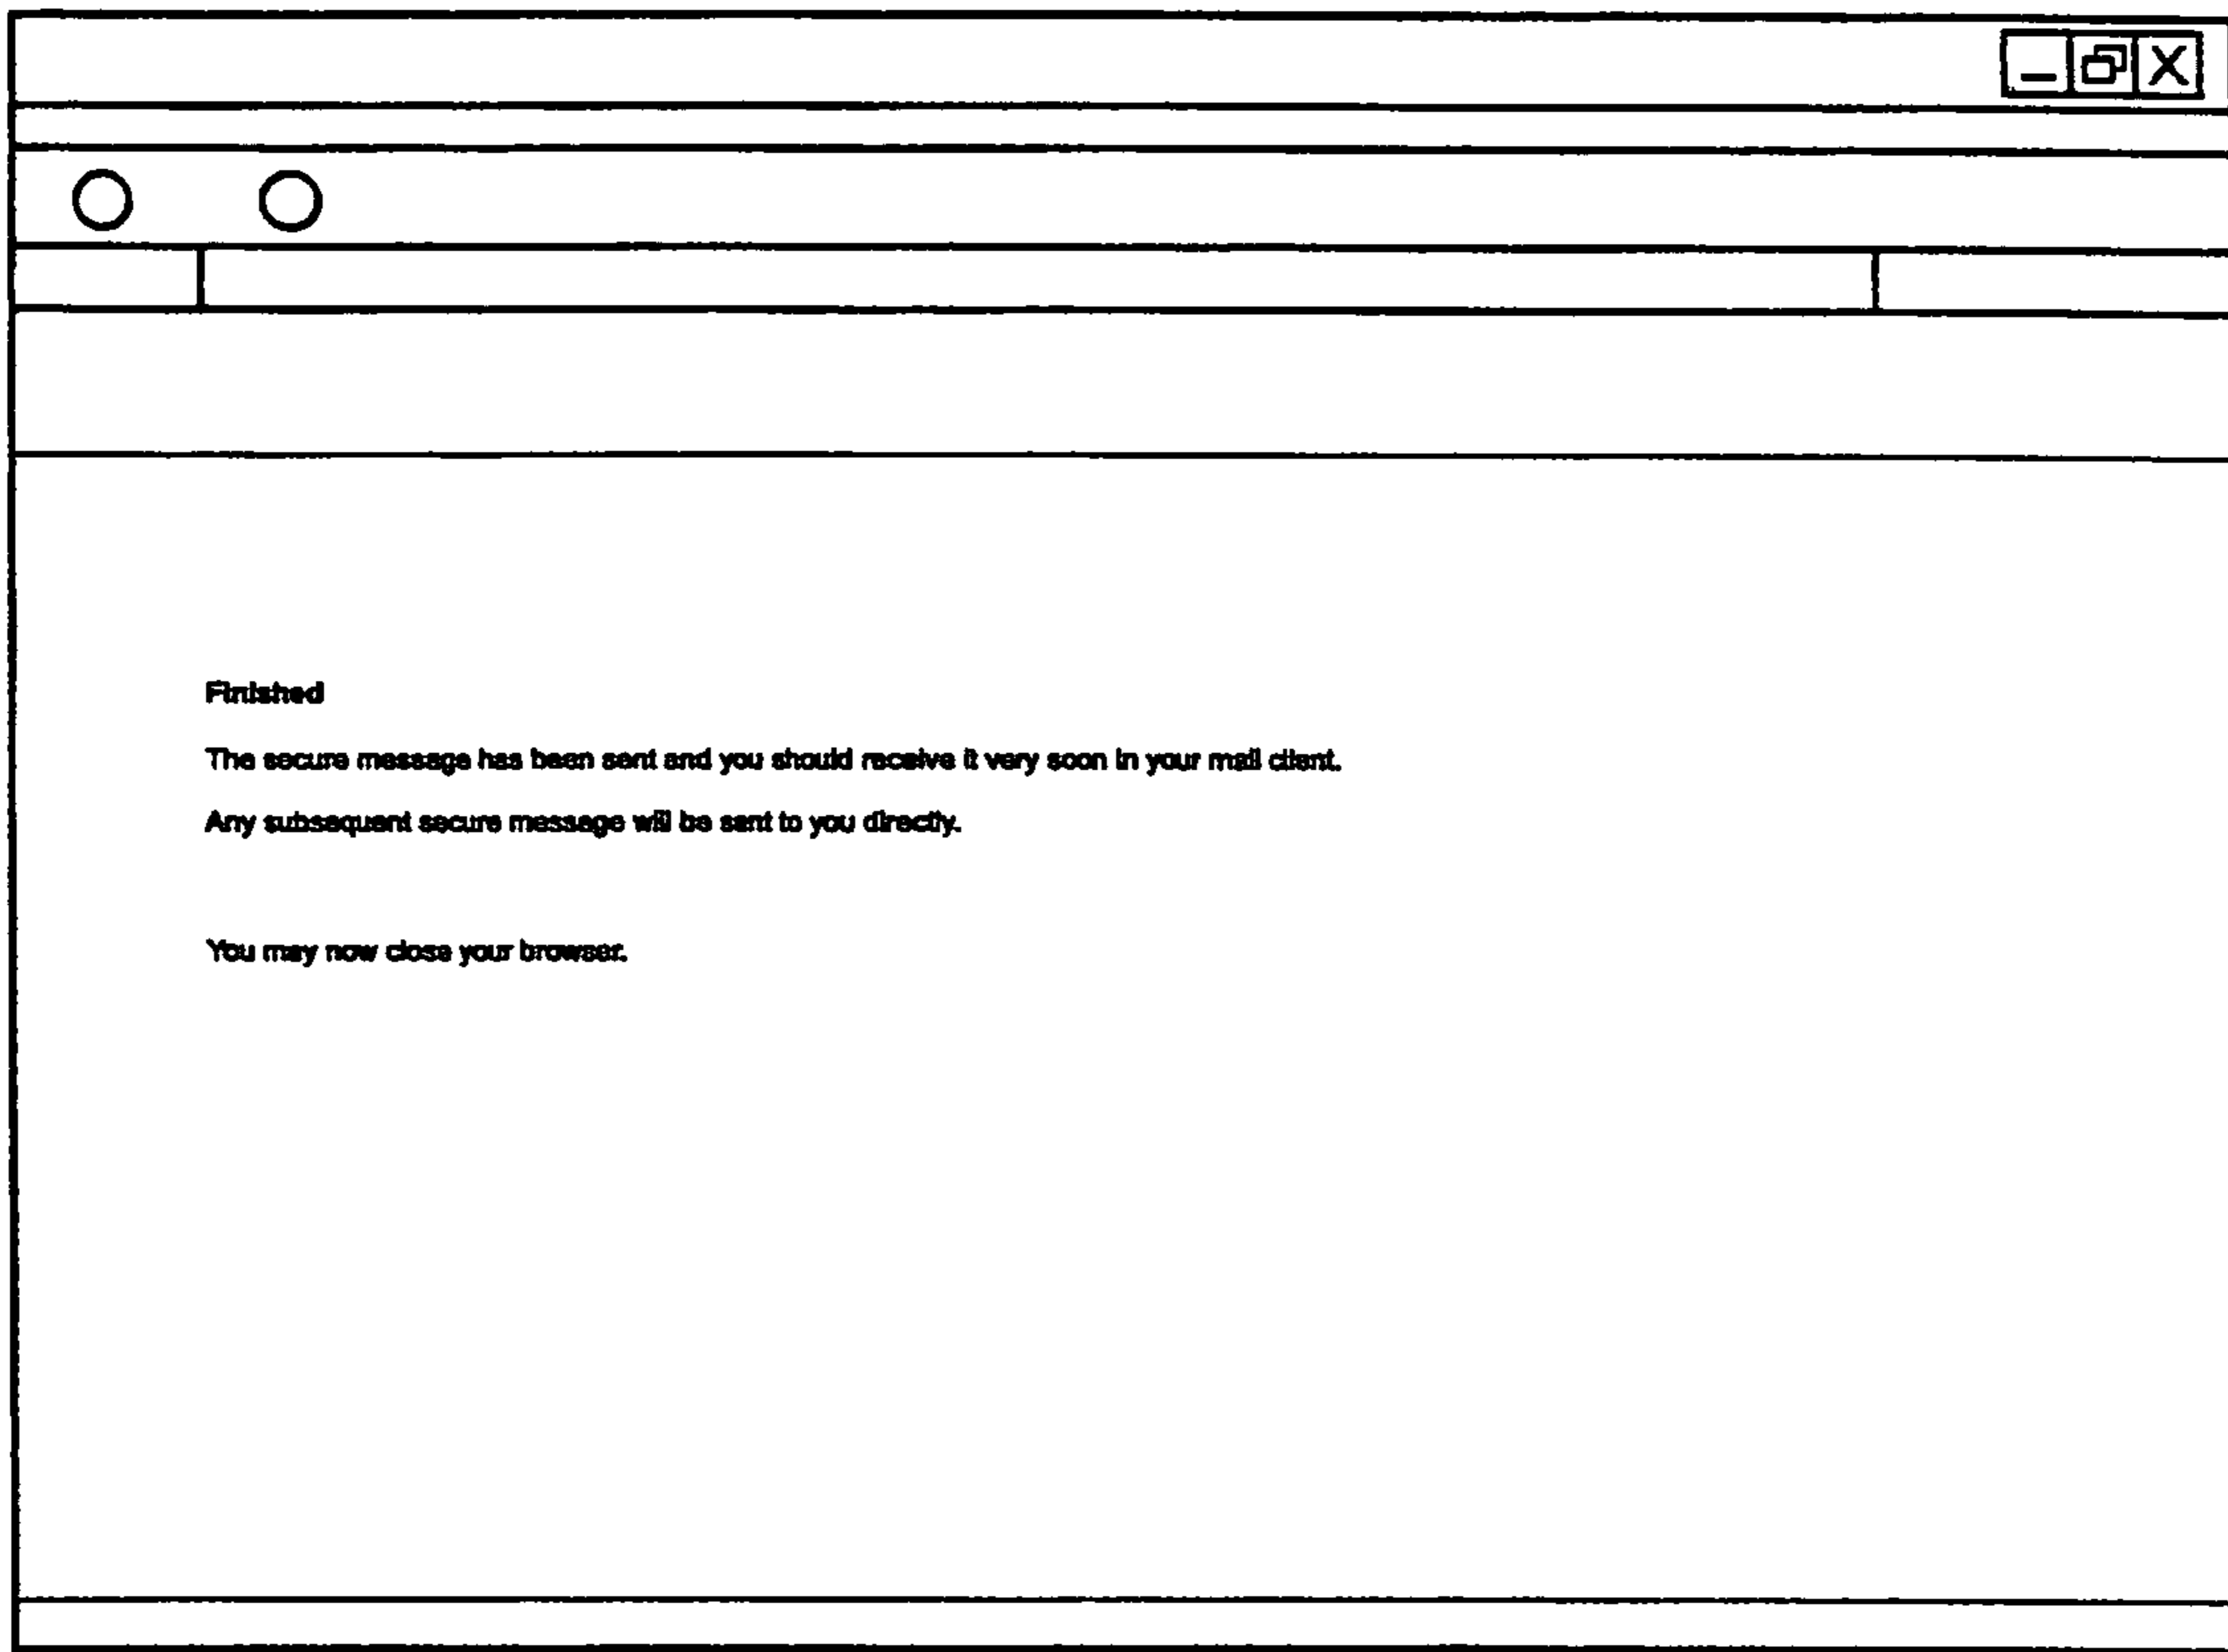 Finished
The secure message has been sent and you should receive it very soon in your mail client.
Any subsequent secure message will be sent to you directly.
You may now close your browser.